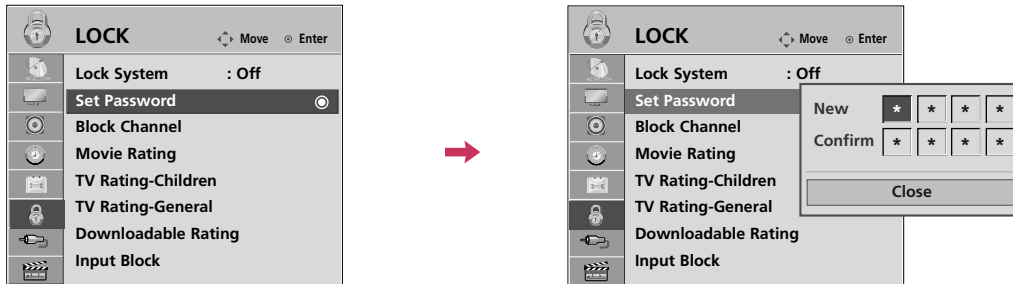 LOCK
Move Enter
Lock System : Off
Set Password
Block Channel
Movie Rating
TV Rating-Children
TV Rating-General
Downloadable Rating
Input Block
LOCK
Move Enter
Lock System : Off
Set Password
Block Channel
Movie Rating
TV Rating-Children
TV Rating-General
Downloadable Rating
Input Block
New * * * *
Confirm * * * *
Close